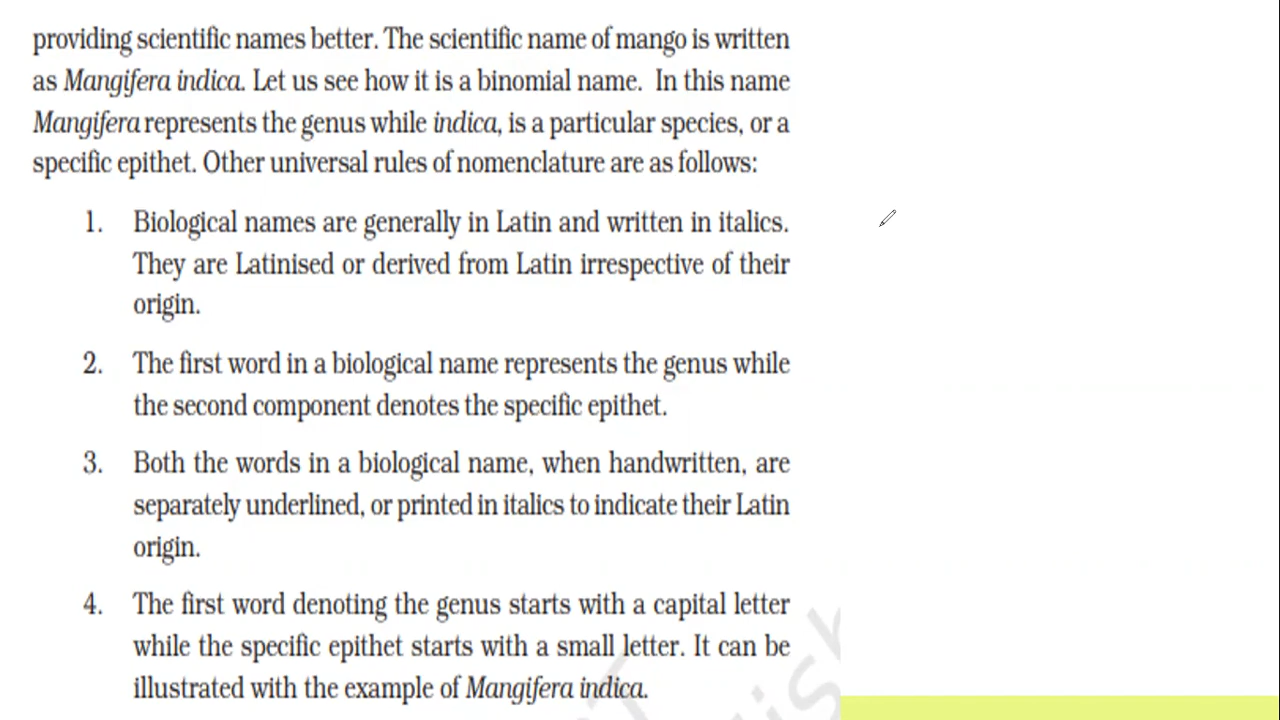 providing scientific names better. The scientific name of mango is written
as Mangifera indica. Let us see how it is a binomial name. In this name
Mangifera represents the genus while indica, is a particular species, or a
specific epithet. Other universal rules of nomenclature are as follows:
1. Biological names are generally in Latin and written in italics.
They are Latinised or derived from Latin irrespective of their
origin.
2. The first word in a biological name represents the genus while
the second component denotes the specific epithet.
3. Both the words in a biological name, when handwritten, are
separately underlined, or printed in italics to indicate their Latin
origin.
4. The first word denoting the genus starts with a capital letter
while the specific epithet starts with a small letter. It can be
illustrated with the example of Mangifera indica.